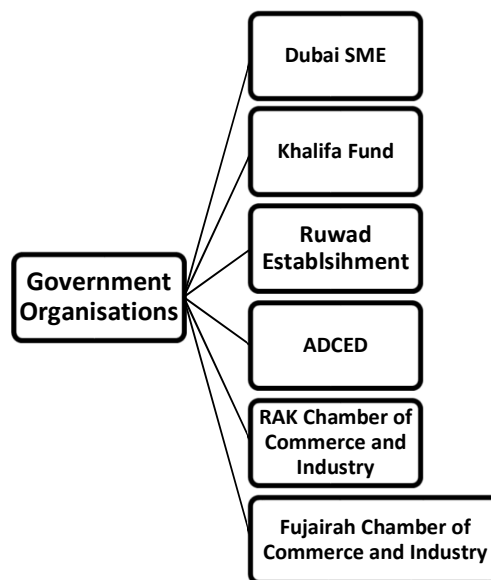 Dubai SME
Khalifa Fund
Ruwad
Establsihment
Government
Organisations
ADCED
RAK Chamber of
Commerce and
Industry
Fujairah Chamber of
Commerce and Industry